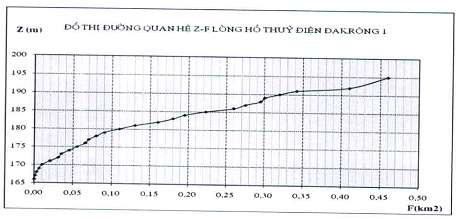 Z (m)
ĐỒ THỊ ĐƯỜNG QUAN HỆ Z-F LÒNG HỒ THUỶ ĐIỆN ĐAKRÔNG 1
200
195
190
185
180
175
170
165
0,00 0,05 0,10 0,15 0,20 0,25 0,30 0,35 0,40 0,45 0,50
F(km2)